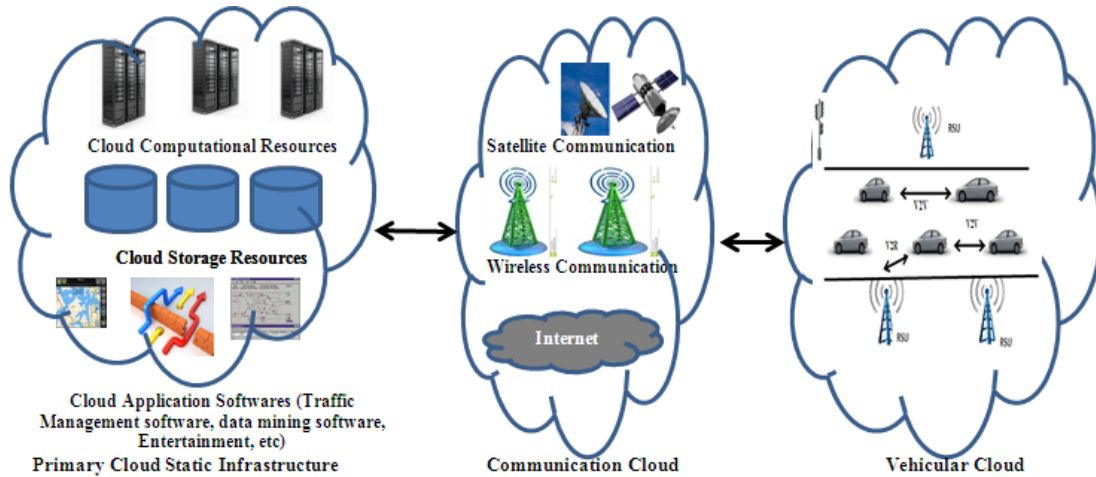 Cloud Computational Resources
Cloud Storage Resources
Cloud Application Softwares (Traffic
Management software, data mining software,
Entertainment, etc)
Primary Cloud Static Infrastructure
Satellite Communication
Wireless Communication
Internet
Communication Cloud
RSU
V2V
V2V
V2R
RSU
RSU
Vehicular Cloud